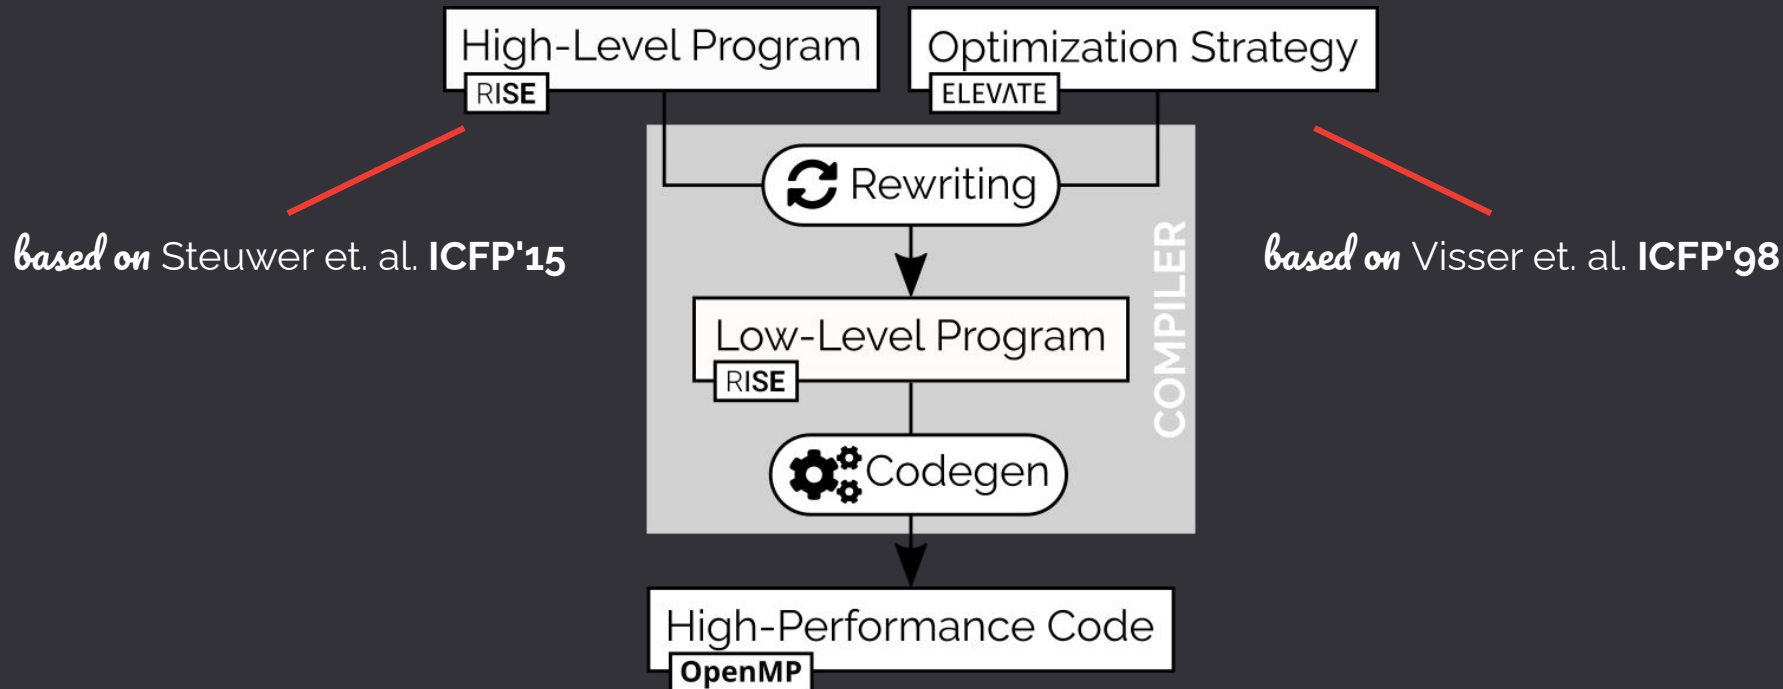 High-Level Program
RISE
Optimization Strategy
ELEVATE
Rewriting
based on Steuwer et. al. ICFP'15
based on Visser et. al. ICFP'98
COMPILER
Low-Level Program
RISE
Codegen
High-Performance Code
OpenMP